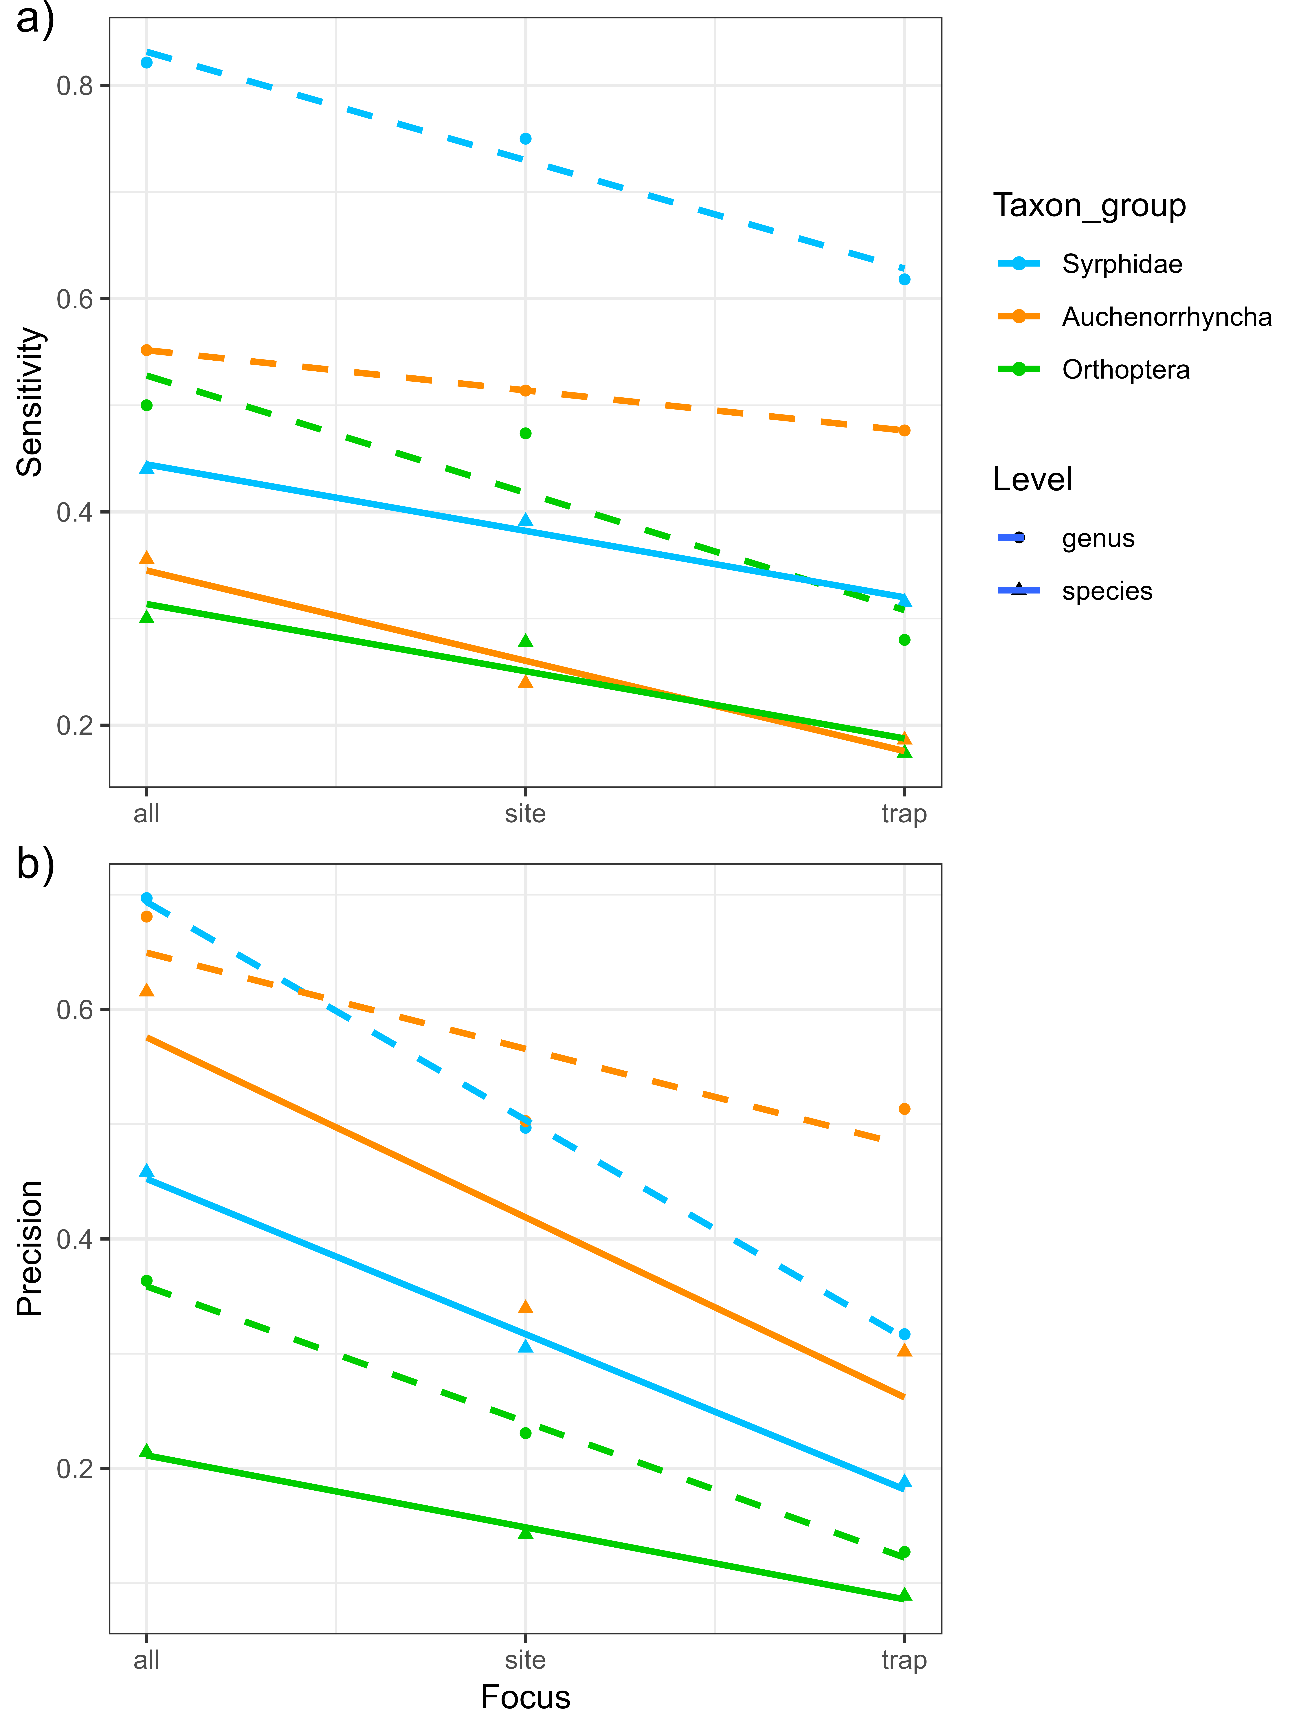 a)
0.8
0.6
0.4
0.2
Sensitivity
all site trap
Taxon_group
Syrphidae
Auchenorrhyncha
Orthoptera
Level
genus
species
b)
0.6
0.4
0.2
Precision
all site trap
Focus